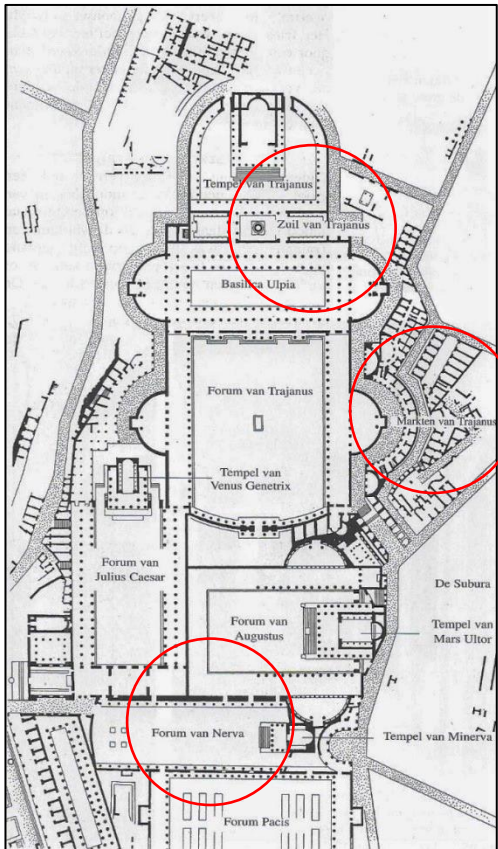 Tempel van Trajanus
Zuil van Trajanus
Basilica Ulpia
Forum van Trajanus
Markten van Trajanus
Tempel van
Venus Genetrix
Forum van
Julius Caesar
De Subura
Forum van
Augustus
Tempel van
Mars Ultor
Forum van Nerva
Tempel van Minerva
Forum Pacis